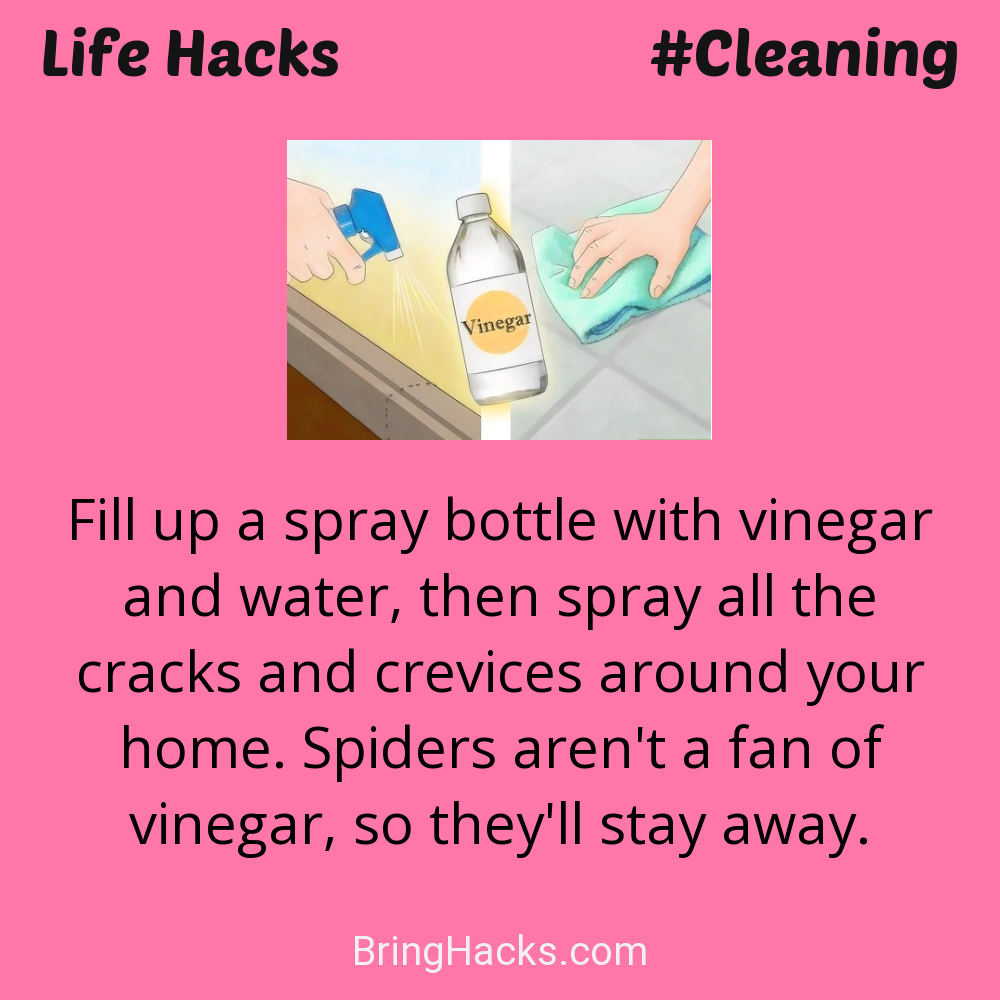 Life Hacks #Cleaning
Vinegar
Fill up a spray bottle with vinegar
and water, then spray all the
cracks and crevices around your
home. Spiders aren't a fan of
vinegar, so they'll stay away.
BringHacks.com